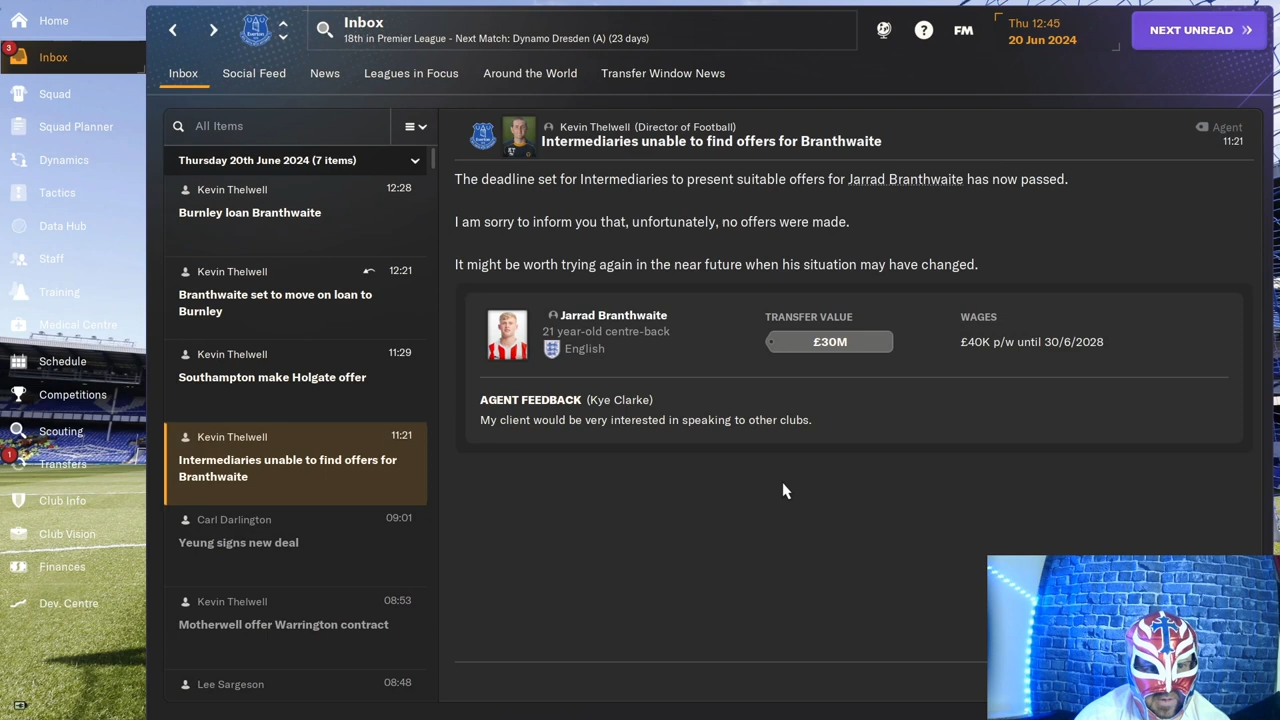 Home
3
Inbox
Squad
Squad Planner
Dynamics
Tactics
Data Hub
Staff
Training
Medical Centre
Schedule
Competitions
Scouting
1
Transfers
Club Info
Club Vision
Finances
Dev. Centre
Everton
Inbox
18th in Premier League - Next Match: Dynamo Dresden (A) (23 days)
?
FM
Thu 12:45
20 Jun 2024
NEXT UNREAD
Inbox Social Feed News Leagues in Focus Around the World Transfer Window News
All Items
Thursday 20th June 2024 (7 items)
Kevin Thelwell 12:28
Burnley loan Branthwaite
Kevin Thelwell 12:21
Branthwaite set to move on loan to
Burnley
Kevin Thelwell 11:29
Southampton make Holgate offer
Kevin Thelwell 11:21
Intermediaries unable to find offers for
Branthwaite
Carl Darlington 09:01
Yeung signs new deal
Kevin Thelwell 08:53
Motherwell offer Warrington contract
Lee Sargeson 08:48
Kevin Thelwell (Director of Football)
Intermediaries unable to find offers for Branthwaite
Agent
11:21
The deadline set for Intermediaries to present suitable offers for Jarrad Branthwaite has now passed.
I am sorry to inform you that, unfortunately, no offers were made.
It might be worth trying again in the near future when his situation may have changed.
Jarrad Branthwaite
21 year-old centre-back
English
TRANSFER VALUE
£30M
WAGES
£40K p/w until 30/6/2028
AGENT FEEDBACK (Kye Clarke)
My client would be very interested in speaking to other clubs.